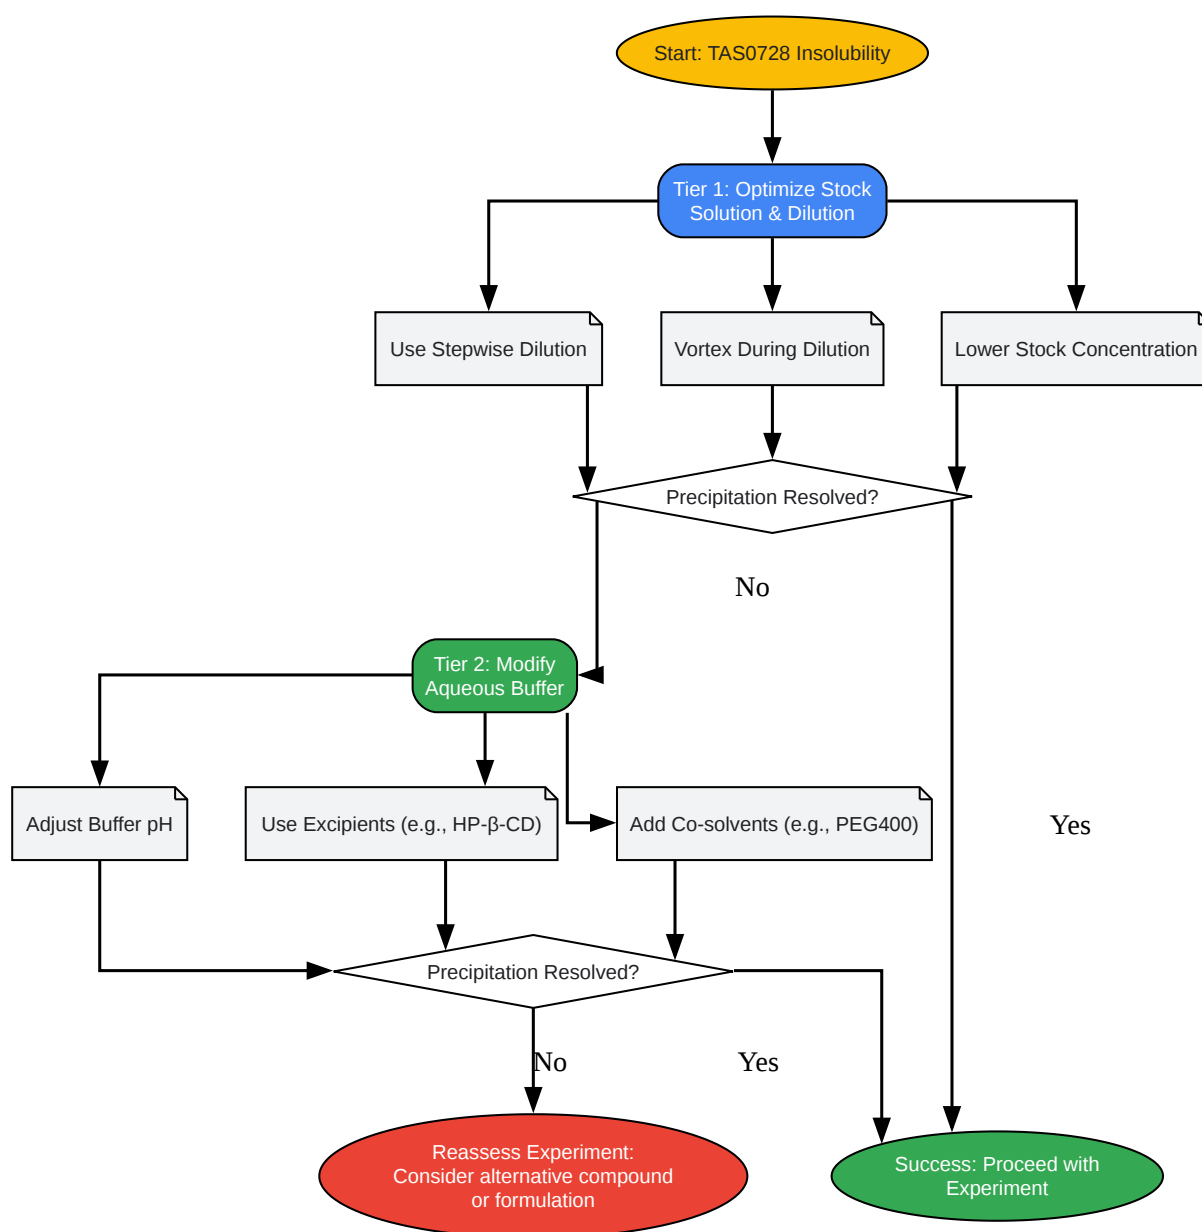 Start: TAS0728 Insolubility
Tier 1: Optimize Stock
Solution & Dilution
Use Stepwise Dilution
Vortex During Dilution
Lower Stock Concentration
Precipitation Resolved?
No
Tier 2: Modify
Aqueous Buffer
Adjust Buffer pH
Use Excipients (e.g., HP-β-CD)
Add Co-solvents (e.g., PEG400)
Yes
Precipitation Resolved?
No
Yes
Reassess Experiment:
Consider alternative compound
or formulation
Success: Proceed with
Experiment